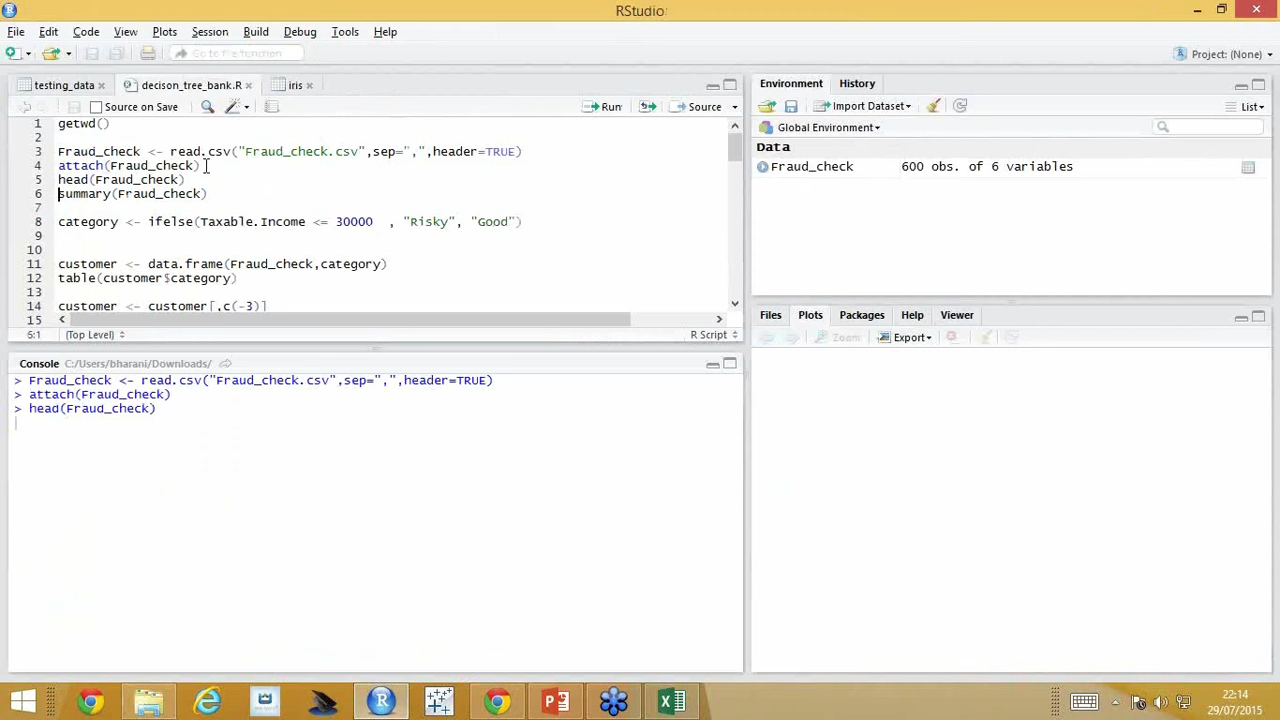 RStudio
File Edit Code View Plots Session Build Debug Tools Help
Go to file/function
Project: (None)
testing_data
decison_tree_bank.R
iris
Source on Save
Run
Source
1 getwd()
2
3 Fraud_check <- read.csv("Fraud_check.csv",sep=",",header=TRUE)
4 attach(Fraud_check)
5 head(Fraud_check)
6 summary(Fraud_check)
7
8 category <- ifelse(Taxable.Income <= 30000  , "Risky", "Good")
9
10
11 customer <- data.frame(Fraud_check,category)
12 table(customer$category)
13
14 customer <- customer[,c(-3)]
15
6:1 (Top Level) R Script
Console C:/Users/bharani/Downloads/
> Fraud_check <- read.csv("Fraud_check.csv",sep=",",header=TRUE)
> attach(Fraud_check)
> head(Fraud_check)
Environment History
Import Dataset
List
Global Environment
Data
Fraud_check 600 obs. of 6 variables
Files Plots Packages Help Viewer
Zoom Export
22:14
29/07/2015